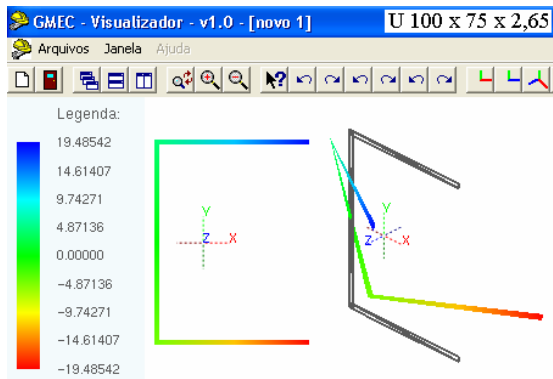 GMEC - Visualizador - v1.0 - [novo 1]
U 100 x 75 x 2,65
Arquivos Janela Ajuda
Legenda:
19.48542
14.61407
9.74271
4.87136
0.00000
-4.87136
-9.74271
-14.61407
-19.48542
Y
Z X
Y
Z X